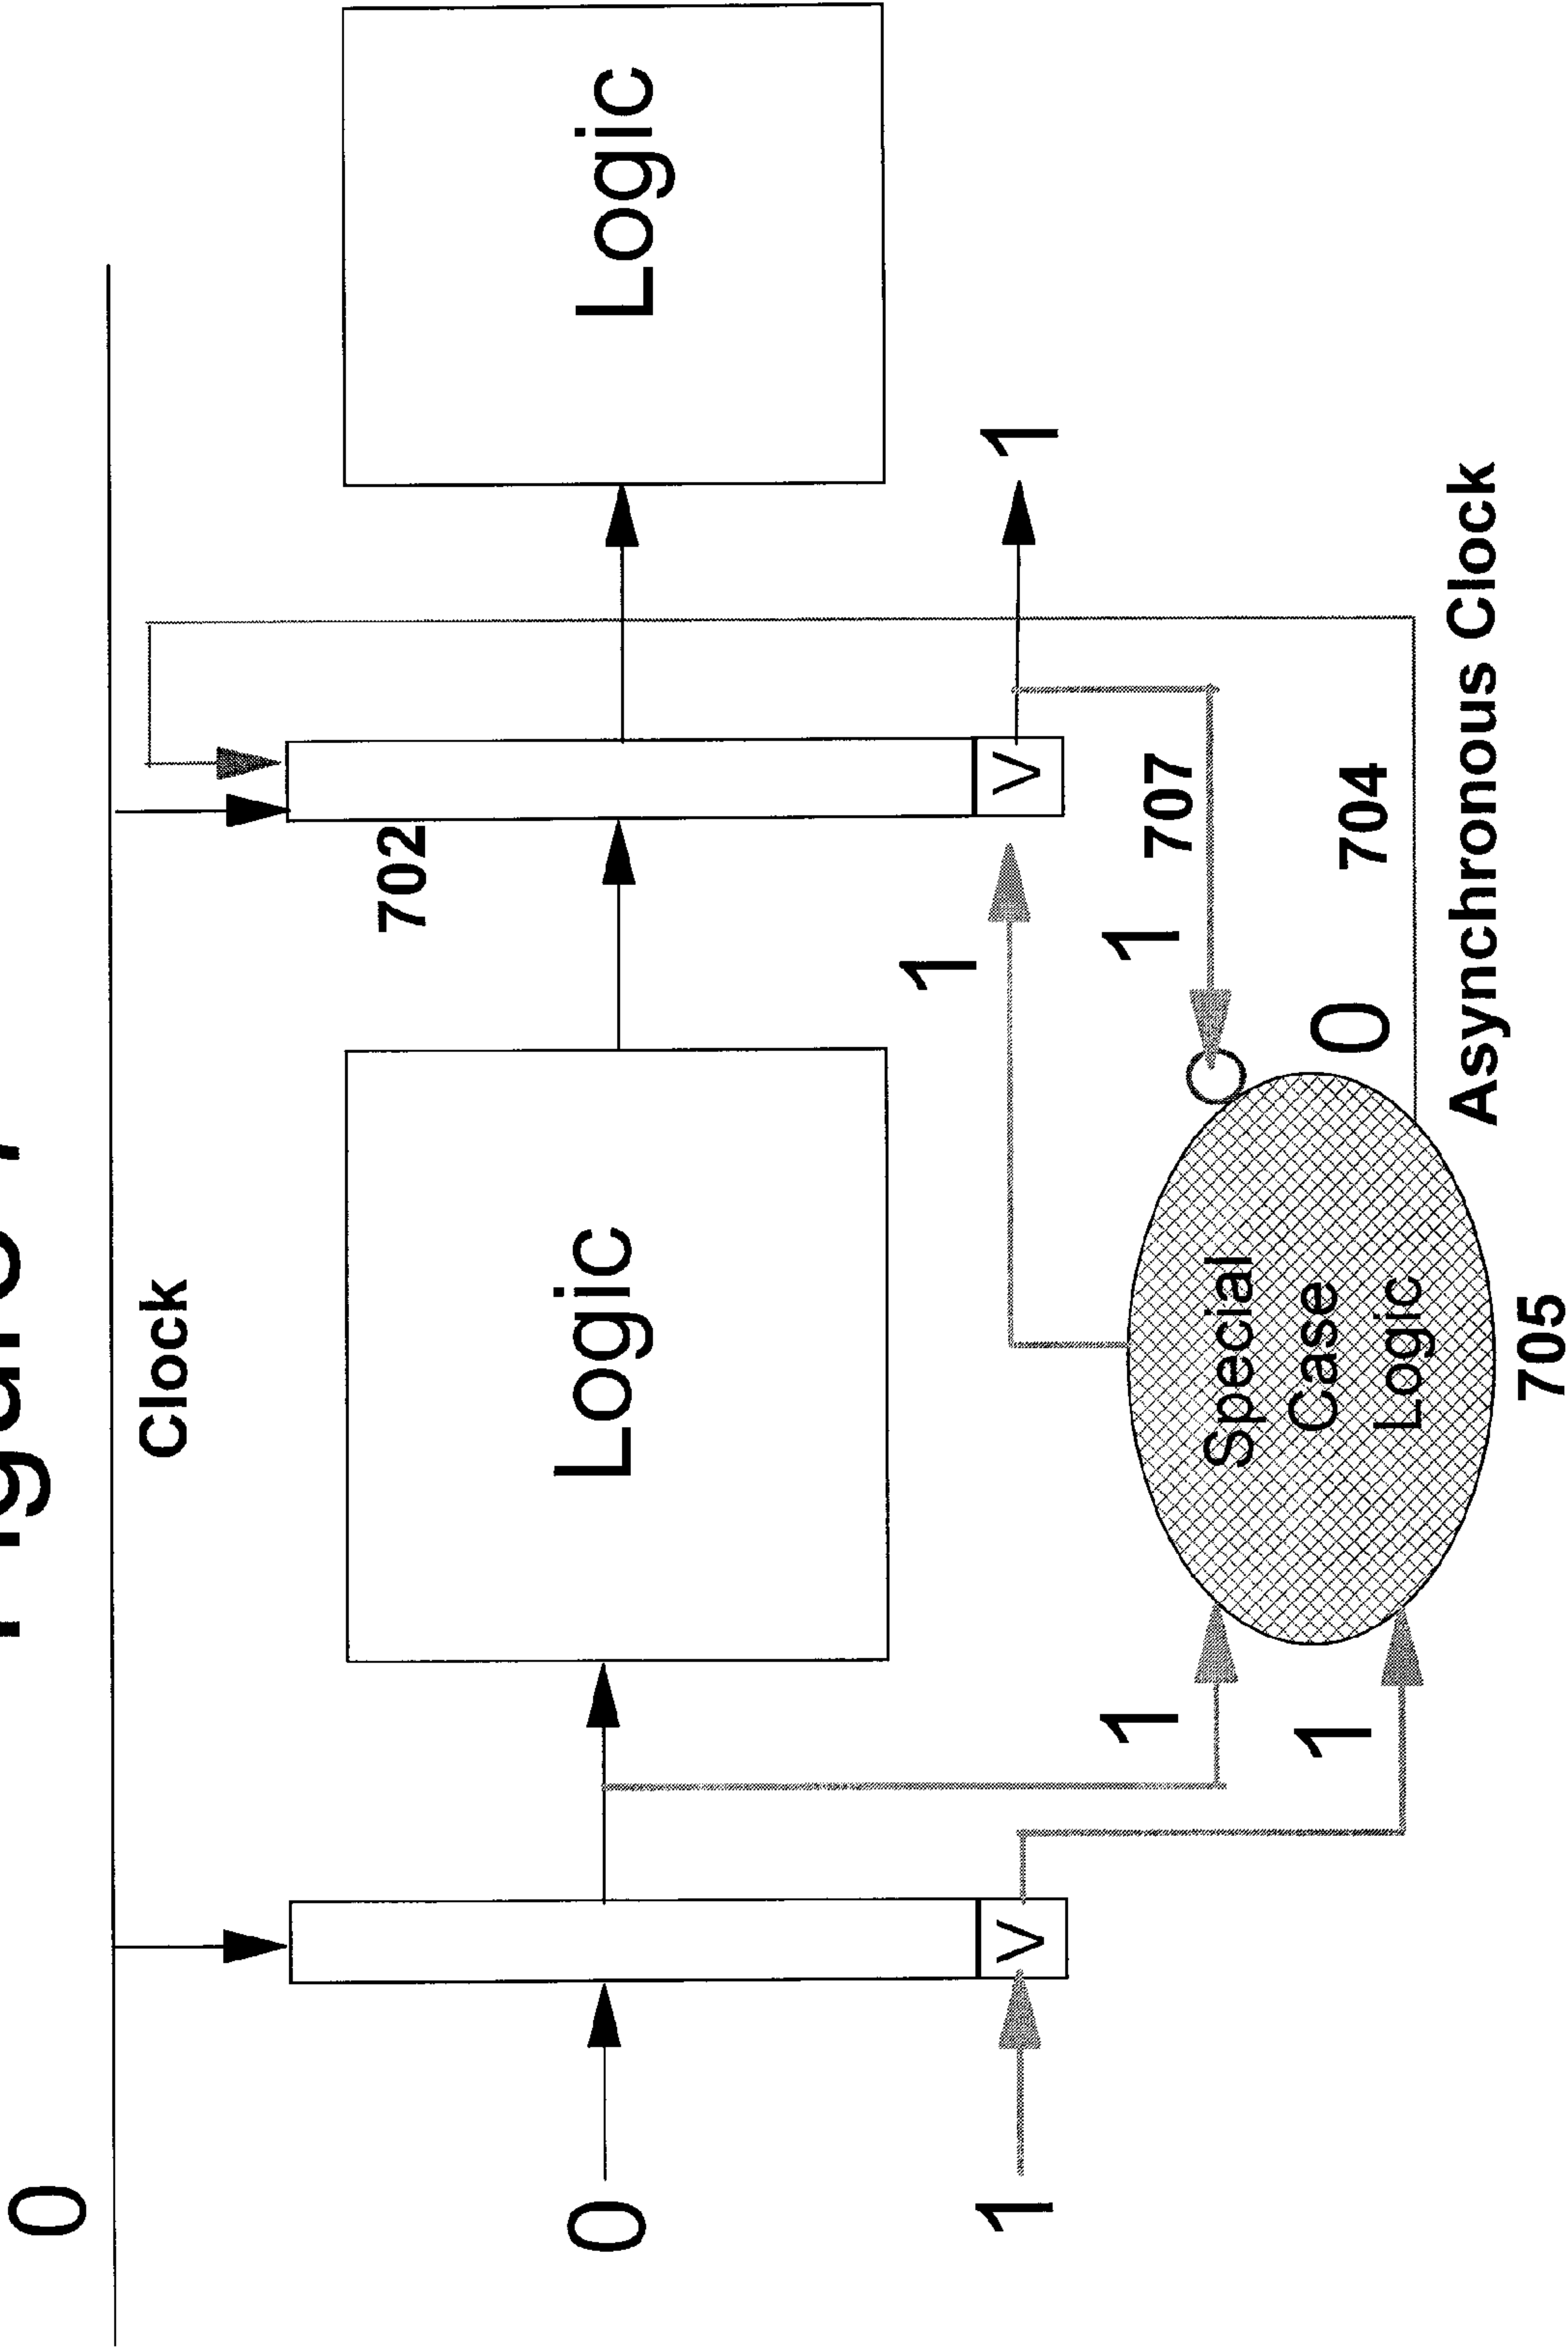 0
Clock
0
1
V
Logic
702
V
Logic
1
1
1
1
1
0
Special
Case
Logic
707
704
705
Asynchronous Clock